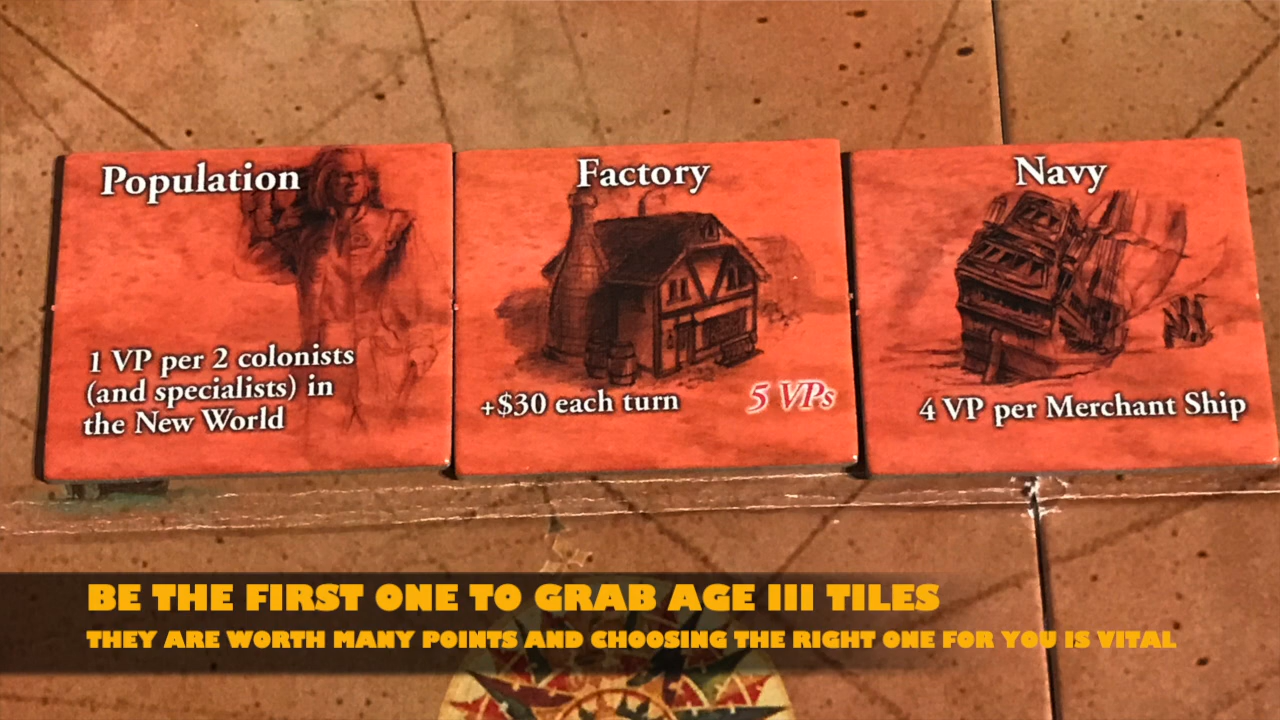 Population
1 VP per 2 colonists
(and specialists) in
the New World
Factory
+$30 each turn
5 VPs
Navy
4 VP per Merchant Ship
BE THE FIRST ONE TO GRAB AGE III TILES
THEY ARE WORTH MANY POINTS AND CHOOSING THE RIGHT ONE FOR YOU IS VITAL